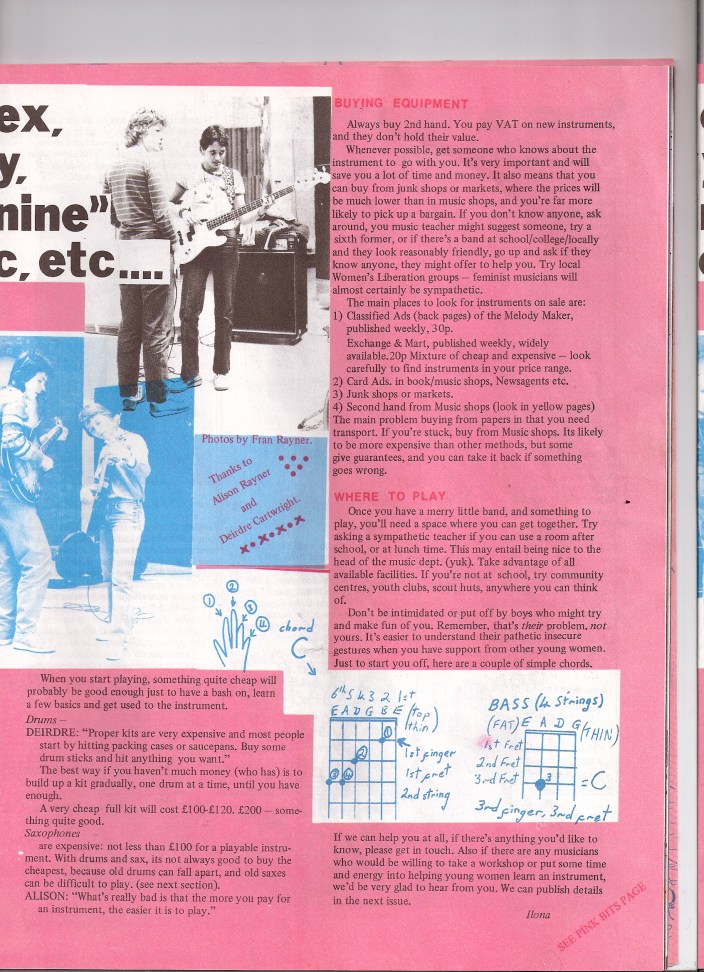 ex,
y,
nine"
c, etc....
Photos by Fran Rayner.
Thanks to
Alison Rayner
and
Deirdre Cartwright.
x•x•x•x
1 2 3 4
chord
C
When you start playing, something quite cheap will
probably be good enough just to have a bash on, learn
a few basics and get used to the instrument.
Drums –
DEIRDRE: “Proper kits are very expensive and most people
start by hitting packing cases or saucepans. Buy some
drum sticks and hit anything you want.”
The best way if you haven't much money (who has) is to
build up a kit gradually, one drum at a time, until you have
enough.
A very cheap full kit will cost £100-£120. £200 – some-
thing quite good.
Saxophones
are expensive: not less than £100 for a playable instru-
ment. With drums and sax, its not always good to buy the
cheapest, because old drums can fall apart, and old saxes
can be difficult to play. (see next section).
ALISON: “What's really bad is that the more you pay for
an instrument, the easier it is to play.”
BUYING EQUIPMENT
Always buy 2nd hand. You pay VAT on new instruments,
and they don't hold their value.
Whenever possible, get someone who knows about the
instrument to go with you. It's very important and will
save you a lot of time and money. It also means that you
can buy from junk shops or markets, where the prices will
be much lower than in music shops, and you're far more
likely to pick up a bargain. If you don't know anyone, ask
around, you music teacher might suggest someone, try a
sixth former, or if there's a band at school/college/locally
and they look reasonably friendly, go up and ask if they
know anyone, they might offer to help you. Try local
Women's Liberation groups – feminist musicians will
almost certainly be sympathetic.
The main places to look for instruments on sale are:
1) Classified Ads (back pages) of the Melody Maker,
published weekly, 30p.
Exchange & Mart, published weekly, widely
available.20p Mixture of cheap and expensive – look
carefully to find instruments in your price range.
2) Card Ads. in book/music shops, Newsagents etc.
3) Junk shops or markets.
4) Second hand from Music shops (look in yellow pages)
The main problem buying from papers in that you need
transport. If you're stuck, buy from Music shops. Its likely
to be more expensive than other methods, but some
give guarantees, and you can take it back if something
goes wrong.
WHERE TO PLAY
Once you have a merry little band, and something to
play, you'll need a space where you can get together. Try
asking a sympathetic teacher if you can use a room after
school, or at lunch time. This may entail being nice to the
head of the music dept. (yuk). Take advantage of all
available facilities. If you're not at school, try community
centres, youth clubs, scout huts, anywhere you can think
of.
Don't be intimidated or put off by boys who might try
and make fun of you. Remember, that's their problem, not
yours. It's easier to understand their pathetic insecure
gestures when you have support from other young women.
Just to start you off, here are a couple of simple chords.
6th 5 4 3 2 1st
E A D G B E (top thin)
1
2
3 4
1st finger
1st fret
2nd string
BASS (4 Strings)
(FAT) E A D G (THIN)
1st Fret
2nd Fret
3rd Fret 3 = C
3rd finger, 3rd fret
If we can help you at all, if there's anything you'd like to
know, please get in touch. Also if there are any musicians
who would be willing to take a workshop or put some time
and energy into helping young women learn an instrument,
we'd be very glad to hear from you. We can publish details
in the next issue.
Ilona
SEE PINK BITS PAGE